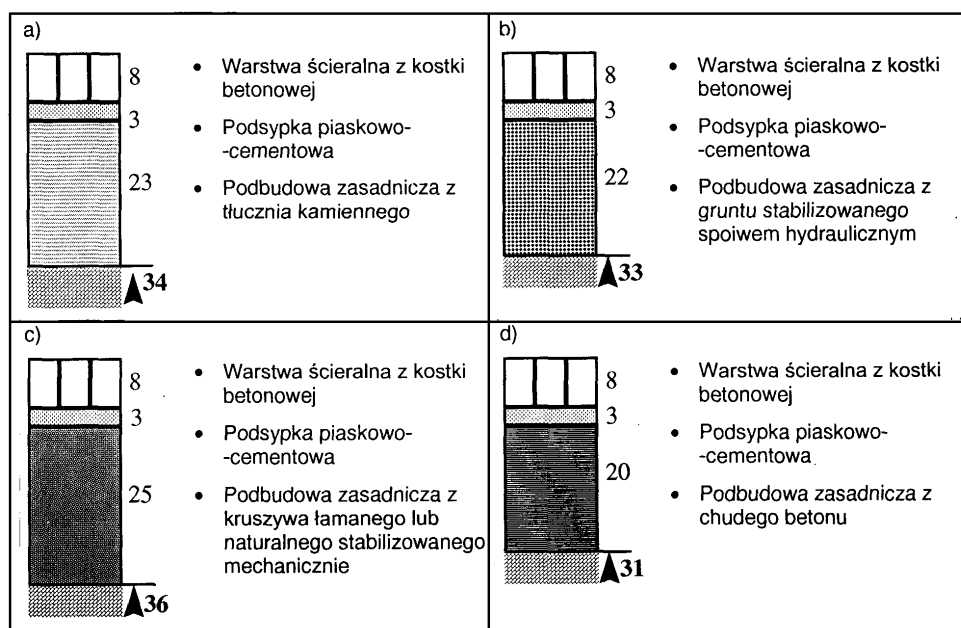 a)
8
3
23
34
• Warstwa ścieralna z kostki
betonowej
• Podsypka piaskowo-
-cementowa
• Podbudowa zasadnicza z
tłucznia kamiennego
b)
8
3
22
33
• Warstwa ścieralna z kostki
betonowej
• Podsypka piaskowo-
-cementowa
• Podbudowa zasadnicza z
gruntu stabilizowanego
spoiwem hydraulicznym
c)
8
3
25
36
• Warstwa ścieralna z kostki
betonowej
• Podsypka piaskowo-
-cementowa
• Podbudowa zasadnicza z
kruszywa łamanego lub
naturalnego stabilizowanego
mechanicznie
d)
8
3
20
31
• Warstwa ścieralna z kostki
betonowej
• Podsypka piaskowo-
-cementowa
• Podbudowa zasadnicza z
chudego betonu